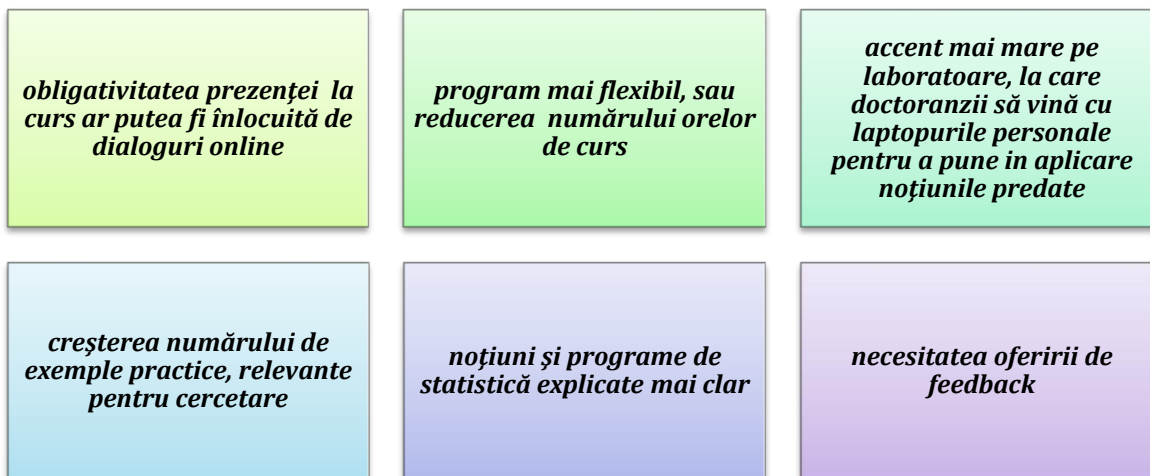 obligativitatea prezenței la
curs ar putea fi înlocuită de
dialoguri online
program mai flexibil, sau
reducerea numărului orelor
de curs
accent mai mare pe
laboratoare, la care
doctoranzii să vină cu
laptopurile personale
pentru a pune in aplicare
noțiunile predate
creșterea numărului de
exemple practice, relevante
pentru cercetare
noțiuni și programe de
statistică explicate mai clar
necesitatea oferirii de
feedback